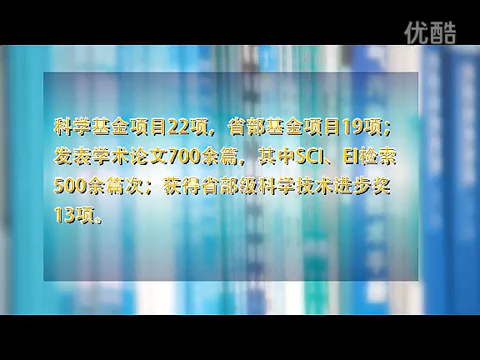 优酷
科学基金项目22项，省部基金项目19项；
发表学术论文700余篇，其中SCI、EI检索
500余篇次；获得省部级科学技术进步奖
13项。